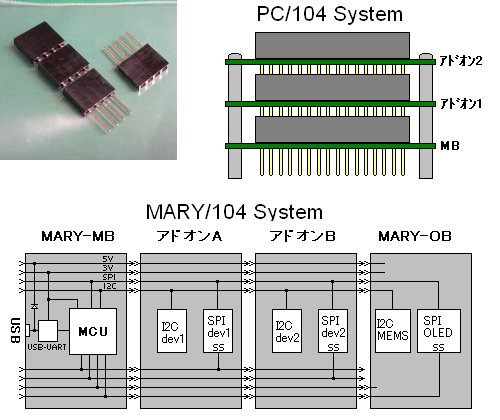 PC/104 System
ｱﾄﾞｵﾝ2
ｱﾄﾞｵﾝ1
MB
MARY/104 System
MARY-MB
アドオンA
アドオンB
MARY-OB
5V
3V
SPI
I2C
USB
USB-UART
MCU
I2C
dev1
SPI
dev1
SS
I2C
dev2
SPI
dev2
SS
I2C
MEMS
SPI
OLED
SS